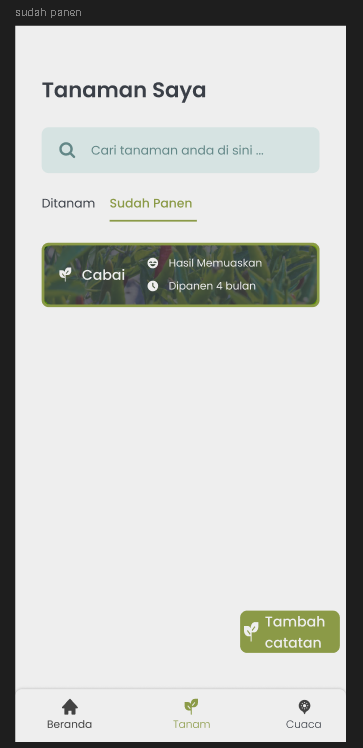 sudah panen
Tanaman Saya
Cari tanaman anda di sini ...
Ditanam Sudah Panen
Cabai
Hasil Memuaskan
Dipanen 4 bulan
Tambah
catatan
Beranda Tanam Cuaca